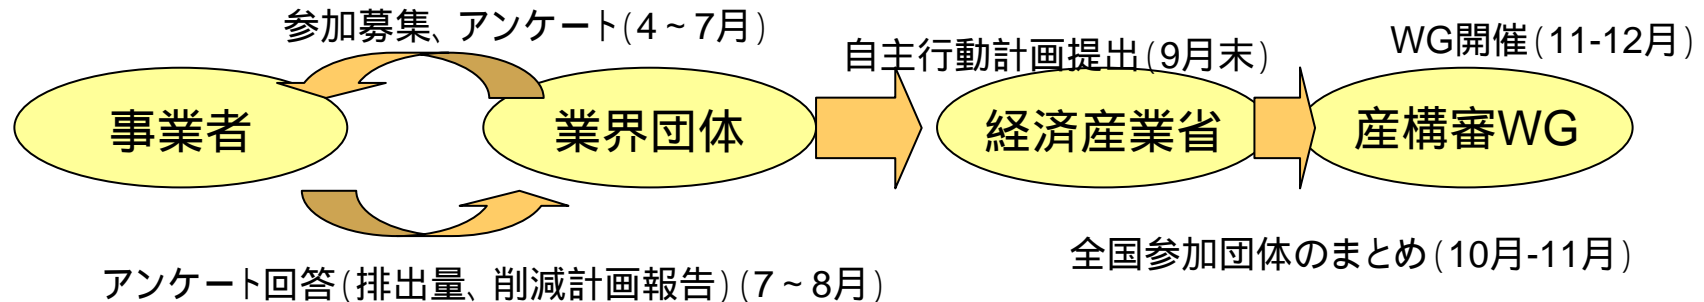 参加募集、アンケート(4~7月)
自主行動計画提出(9月末)
WG開催(11-12月)
事業者
業界団体
経済産業省
産構審WG
全国参加団体のまとめ(10月-11月)
アンケート回答(排出量、削減計画報告)(7~8月)